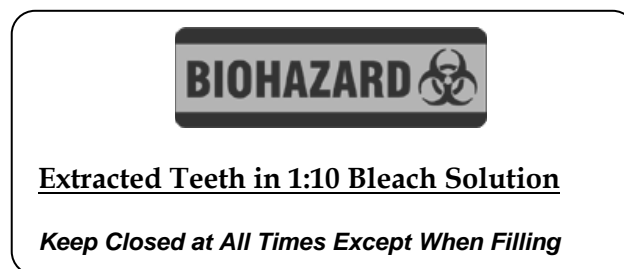 BIOHAZARD
Extracted Teeth in 1:10 Bleach Solution
Keep Closed at All Times Except When Filling